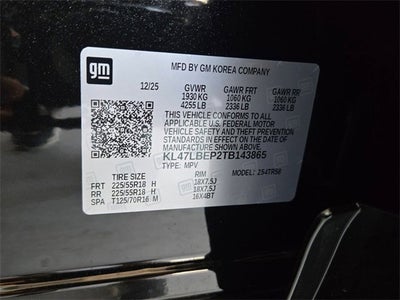 gm
MFD BY GM KOREA COMPANY
12/25 GVWR GAWR FRT GAWR RR
1930 KG 1060 KG 1060 KG
4255 LB 2336 LB 2336 LB
THIS VEHICLE CONFORMS TO ALL
APPLICABLE U.S. FEDERAL MOTOR
VEHICLE SAFETY AND THEFT PREVENTION
STANDARDS IN EFFECT ON THE DATE OF
MANUFACTURE SHOWN ABOVE.
KL47LBEP2TB143865
TYPE: MPV MODEL:
TIRE SIZE RIM
FRT 225/55R18 H 18X7.5J
RR 225/55R18 H 18X7.5J
SPA T125/70R16 M 16X4BT